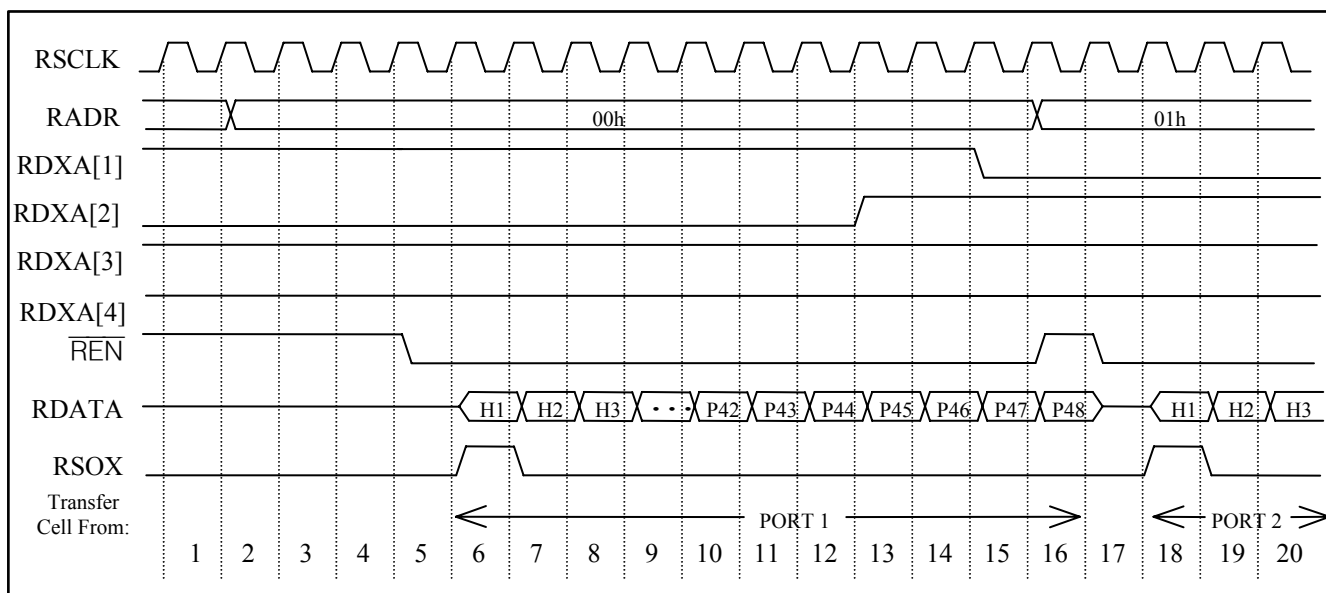 RSCLK
RADR 00h 01h
RDXA[1]
RDXA[2]
RDXA[3]
RDXA[4]
REN
RDATA H1 H2 H3 ··· P42 P43 P44 P45 P46 P47 P48 H1 H2 H3
RSOX
Transfer
Cell From: PORT 1 PORT 2
1 2 3 4 5 6 7 8 9 10 11 12 13 14 15 16 17 18 19 20